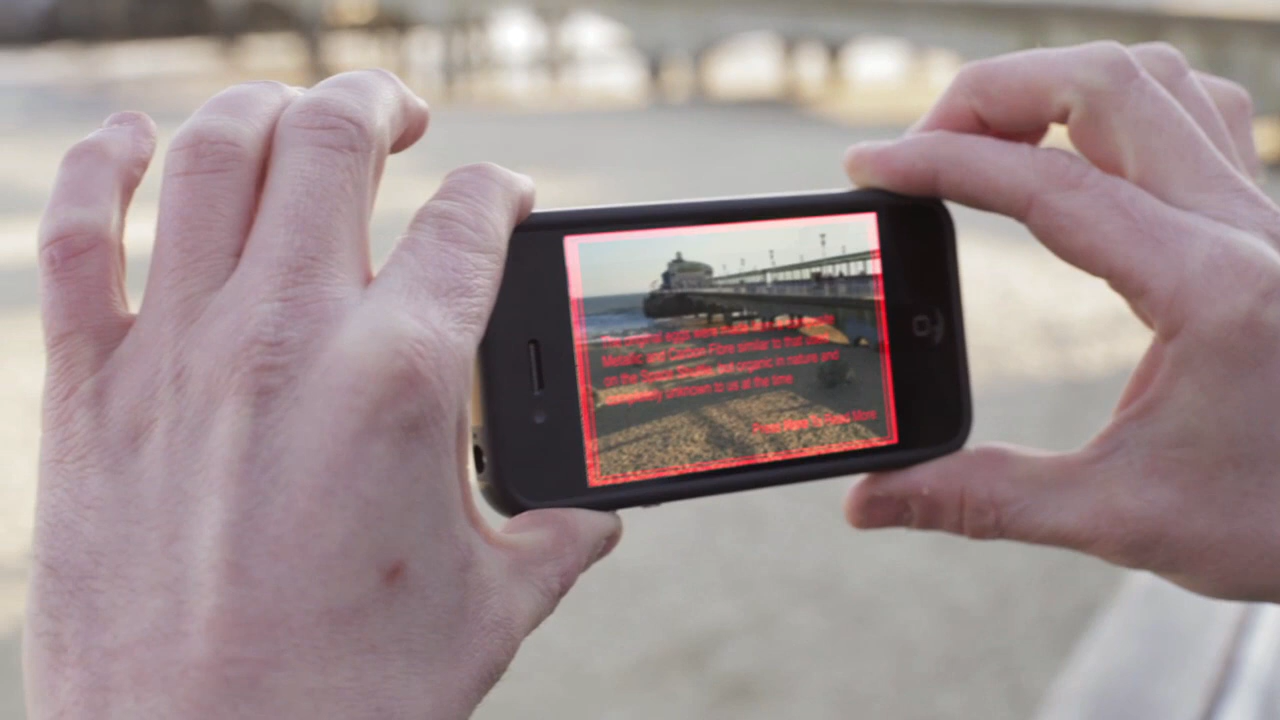 The original eggs were made
Metallic and Carbon Fibre similar to that used
on the Space Shuttle, but organic in nature and
completely unknown to us at the time
Press Here To Read More